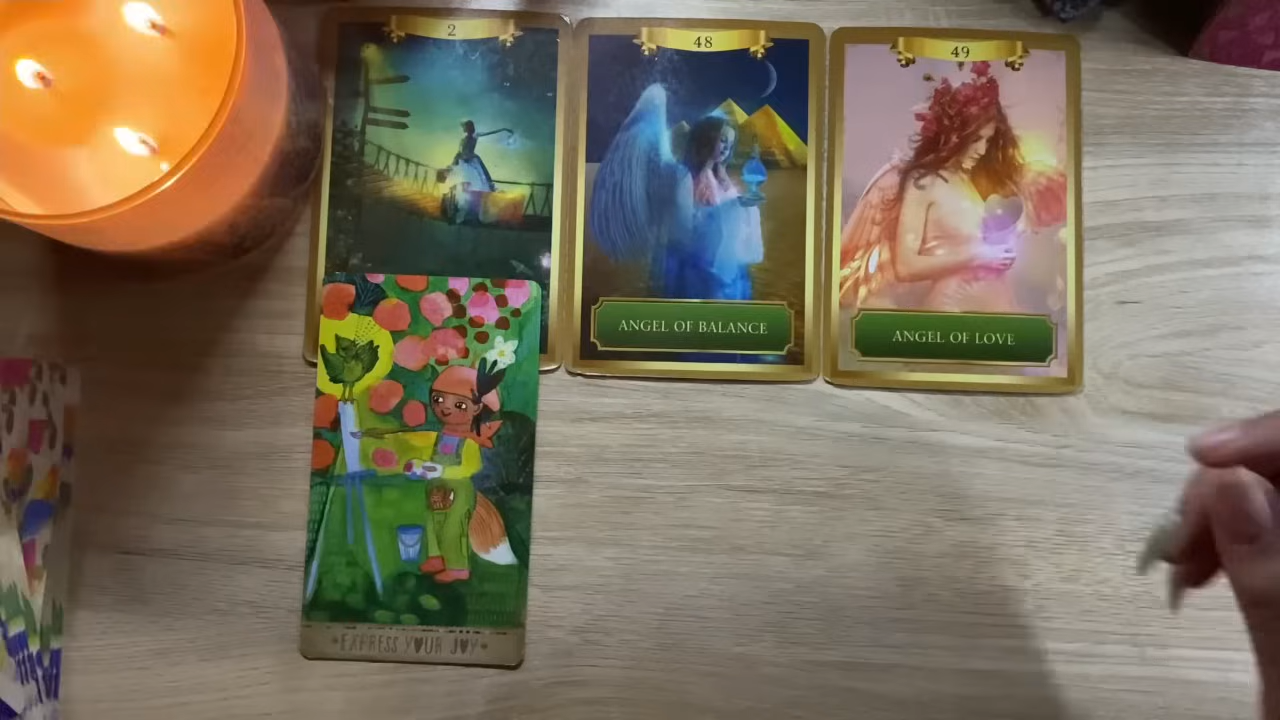 2
48
49
ANGEL OF BALANCE
ANGEL OF LOVE
EXPRESS YOUR JOY